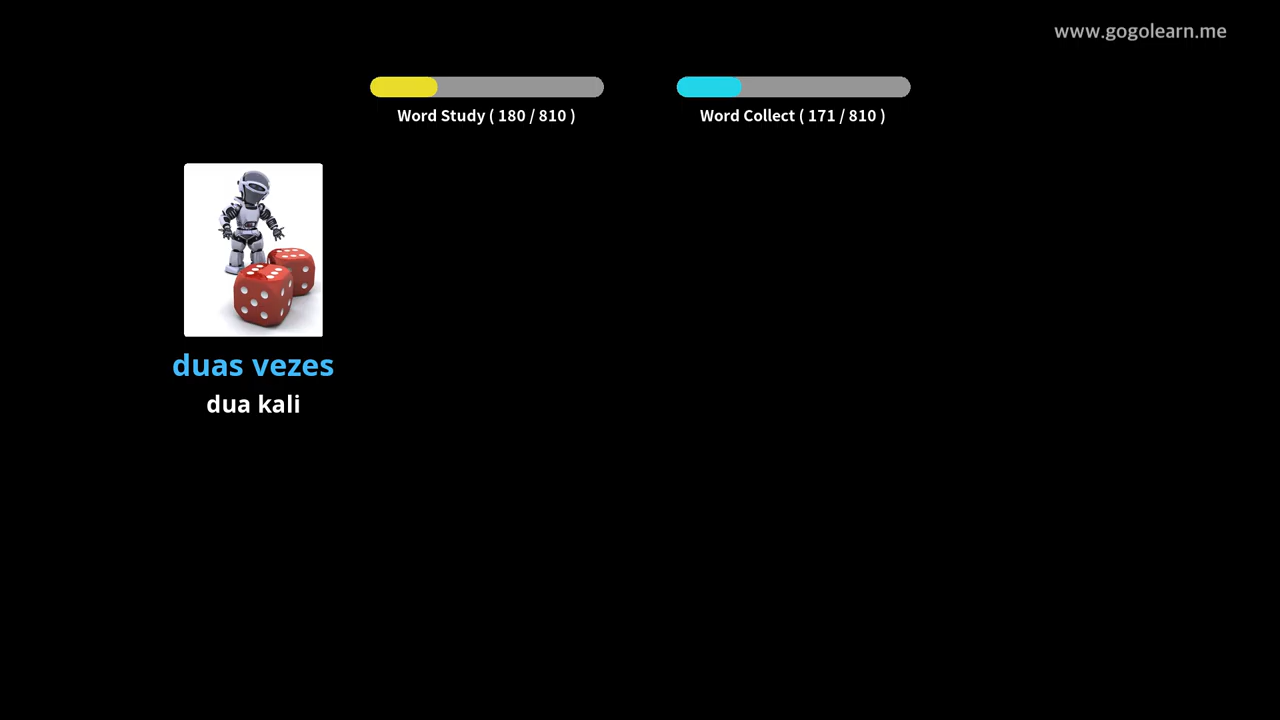 www.gogolearn.me
Word Study ( 180 / 810 )
Word Collect ( 171 / 810 )
duas vezes
dua kali